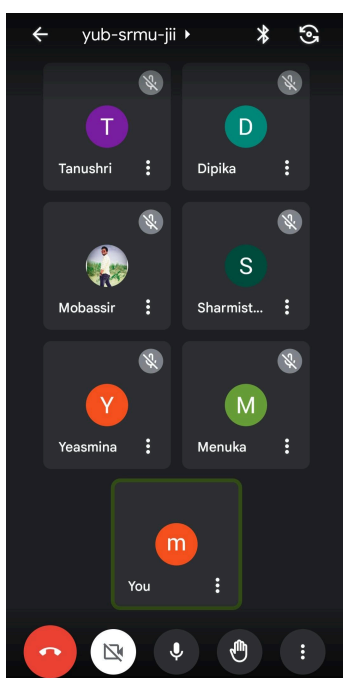 yub-srmu-jii
T
D
Tanushri
Dipika
S
Mobassir
Sharmist...
Y
M
Yeasmina
Menuka
m
You